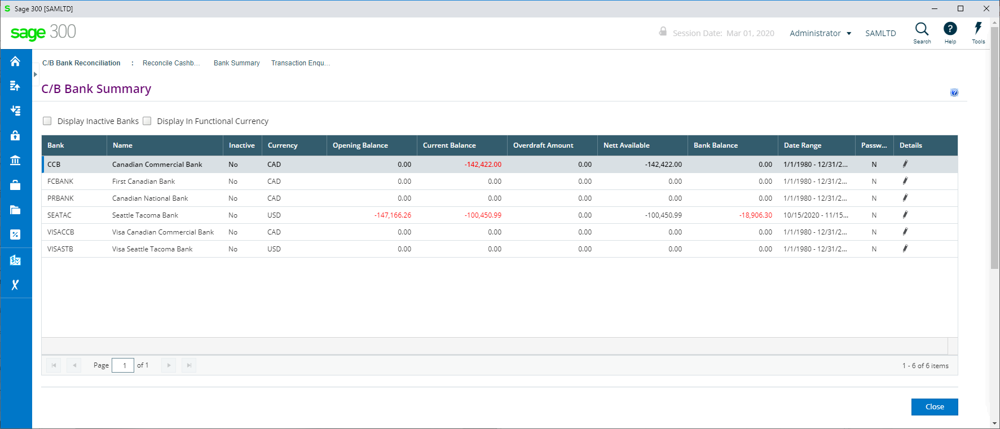 S Sage 300 [SAMLTD]
sage 300
Session Date: Mar 01, 2020 Administrator SAMLTD Search Help Tools
C/B Bank Reconciliation : Reconcile Cashb... Bank Summary Transaction Enqu...
C/B Bank Summary
Display Inactive Banks Display In Functional Currency
Bank Name Inactive Currency Opening Balance Current Balance Overdraft Amount Nett Available Bank Balance Date Range Passw... Details
CCB Canadian Commercial Bank No CAD 0.00 -142,422.00 0.00 -142,422.00 0.00 1/1/1980 - 12/31/2... N
FCBANK First Canadian Bank No CAD 0.00 0.00 0.00 0.00 0.00 1/1/1980 - 12/31/2... N
PRBANK Canadian National Bank No CAD 0.00 0.00 0.00 0.00 0.00 1/1/1980 - 12/31/2... N
SEATAC Seattle Tacoma Bank No USD -147,166.26 -100,450.99 0.00 -100,450.99 -18,906.30 10/15/2020 - 11/15... N
VISACCB Visa Canadian Commercial Bank No CAD 0.00 0.00 0.00 0.00 0.00 1/1/1980 - 12/31/2... N
VISASTB Visa Seattle Tacoma Bank No USD 0.00 0.00 0.00 0.00 0.00 1/1/1980 - 12/31/2... N
Page 1 of 1 1 - 6 of 6 items
Close